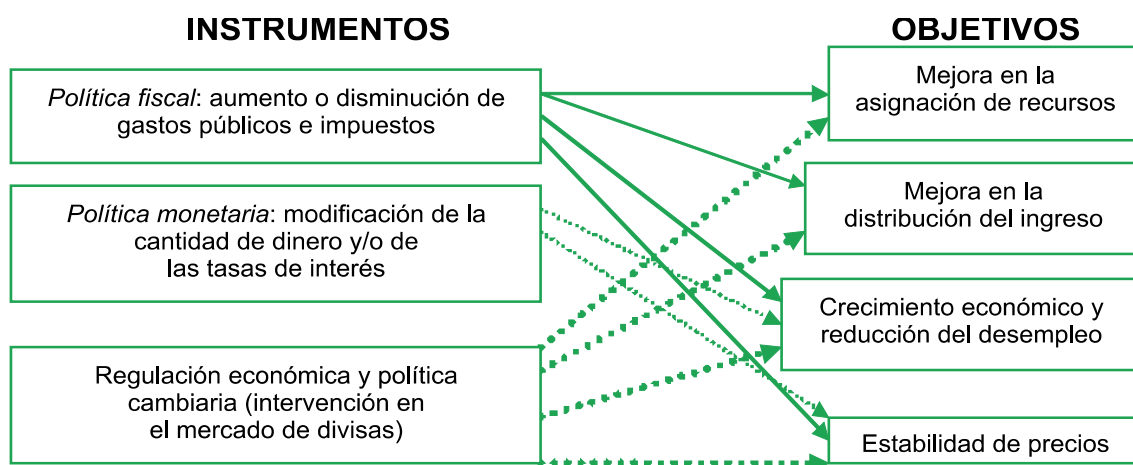 INSTRUMENTOS
Política fiscal: aumento o disminución de
gastos públicos e impuestos
Política monetaria: modificación de la
cantidad de dinero y/o de
las tasas de interés
Regulación económica y política
cambiaria (intervención en
el mercado de divisas)
OBJETIVOS
Mejora en la
asignación de recursos
Mejora en la
distribución del ingreso
Crecimiento económico y
reducción del desempleo
Estabilidad de precios